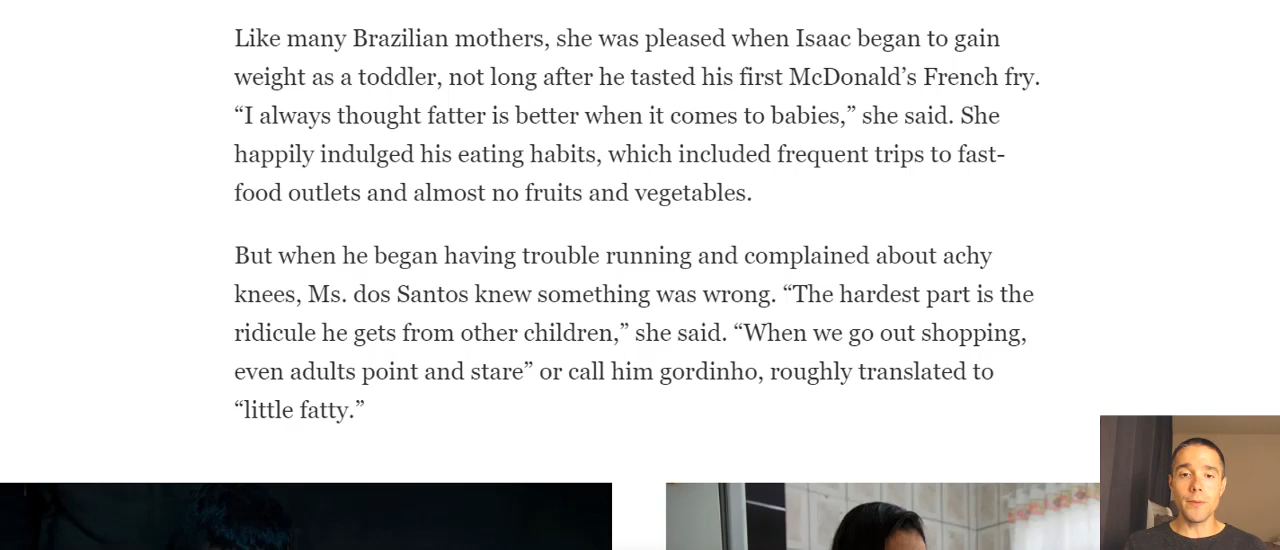 Like many Brazilian mothers, she was pleased when Isaac began to gain
weight as a toddler, not long after he tasted his first McDonald’s French fry.
“I always thought fatter is better when it comes to babies,” she said. She
happily indulged his eating habits, which included frequent trips to fast-
food outlets and almost no fruits and vegetables.
But when he began having trouble running and complained about achy
knees, Ms. dos Santos knew something was wrong. “The hardest part is the
ridicule he gets from other children,” she said. “When we go out shopping,
even adults point and stare” or call him gordinho, roughly translated to
“little fatty.”